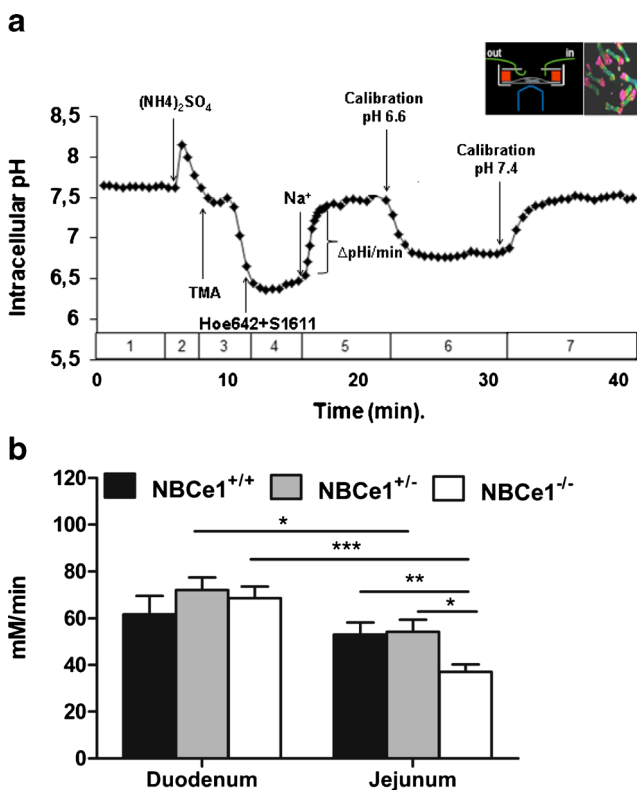 a
out in
(NH4)₂SO₄
Calibration
pH 6.6
Calibration
pH 7.4
Na⁺
ΔpHi/min
TMA
Hoe642+S1611
Intracellular pH
8,5
8
7,5
7
6,5
6
5,5
1 2 3 4 5 6 7
0 10 20 30 40
Time (min).
b
NBCe1⁺/⁺ NBCe1⁺/⁻ NBCe1⁻/⁻
*
***
**
*
mM/min
120
100
80
60
40
20
0
Duodenum Jejunum